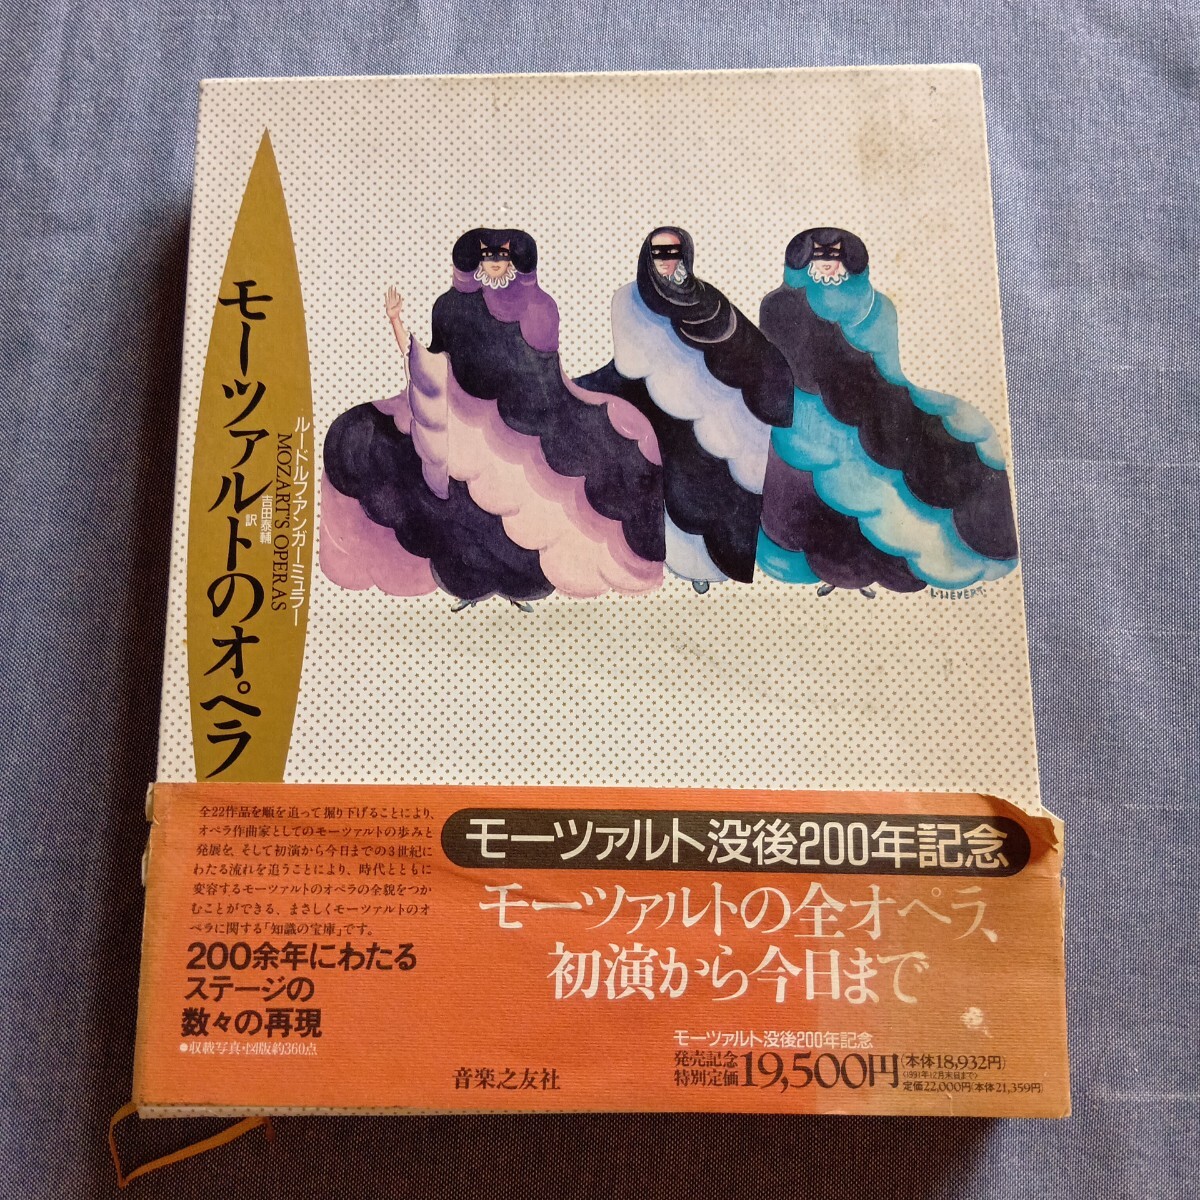 モーツァルトのオペラ
ルードルフ・アンガーミュラー
MOZART'S OPERAS
吉田泰輔
訳
L.SIEVERT.
全22作品を順を追って掘り下げることにより、
オペラ作曲家としてのモーツァルトの歩みと
発展を、そして初演から今日までの3世紀に
わたる流れを追うことにより、時代とともに
変容するモーツァルトのオペラの全貌をつか
むことができる、まさしくモーツァルトのオ
ペラに関する「知識の宝庫」です。
200余年にわたる
ステージの
数々の再現
●収載写真・図版約360点
モーツァルト没後200年記念
モーツァルトの全オペラ、
初演から今日まで
音楽之友社
モーツァルト没後200年記念
発売記念
特別定価
19,500円
(本体18,932円)
〈1991年12月末日まで〉
定価22,000円(本体21,359円)